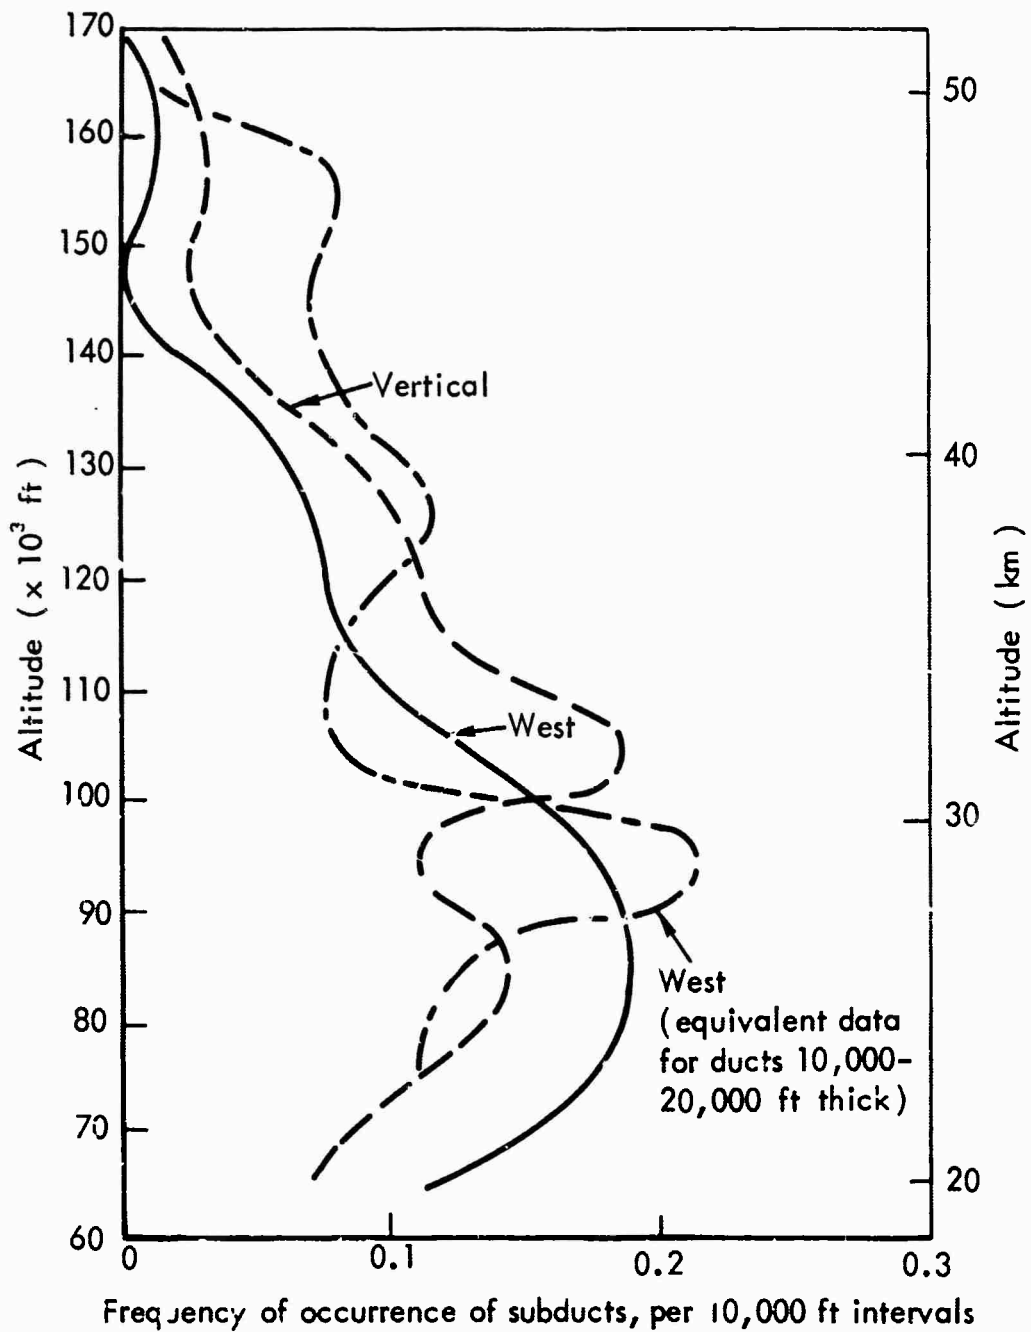 170
160
150
140
130
120
110
100
90
80
70
60
Altitude (x 10³ ft)
50
40
30
20
Altitude (km)
Vertical
West
West
(equivalent data
for ducts 10,000-
20,000 ft thick)
0
0.1
0.2
0.3
Frequency of occurrence of subducts, per 10,000 ft intervals